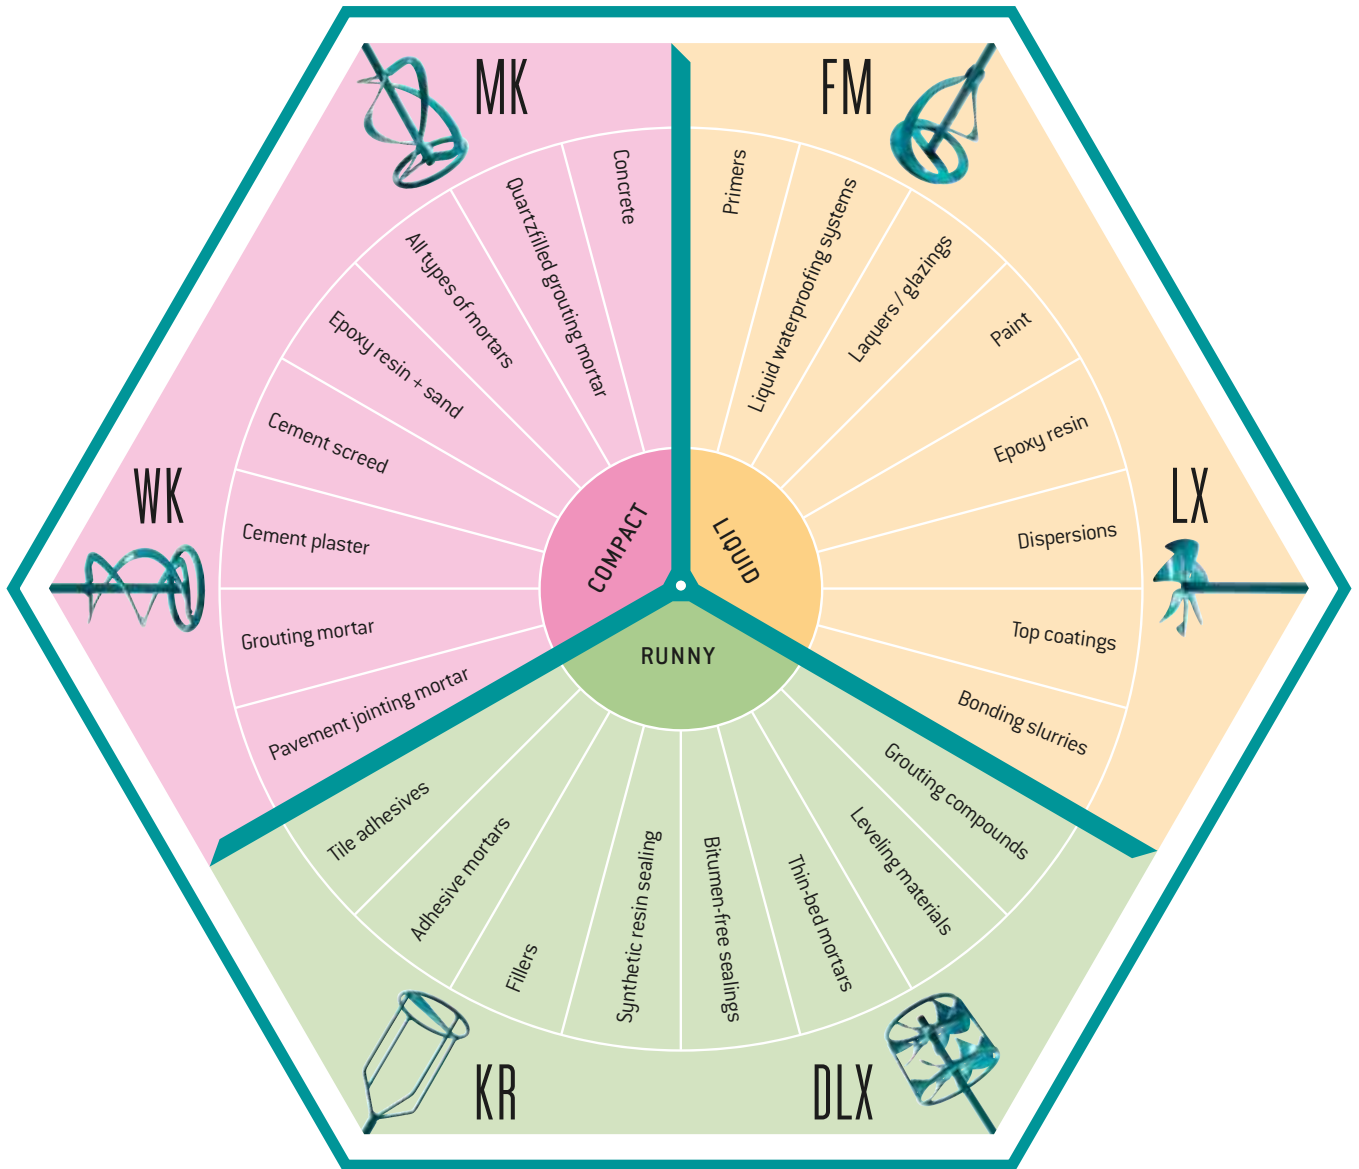 MK
FM
Concrete
Quartzfilled grouting mortar
All types of mortars
Epoxy resin + sand
Cement screed
Cement plaster
Grouting mortar
Pavement jointing mortar
Primers
Liquid waterproofing systems
Laquers / glazings
Paint
Epoxy resin
Dispersions
Top coatings
Bonding slurries
WK
LX
COMPACT
LIQUID
RUNNY
Tile adhesives
Adhesive mortars
Fillers
Synthetic resin sealing
Bitumen-free sealings
Thin-bed mortars
Leveling materials
Grouting compounds
KR
DLX